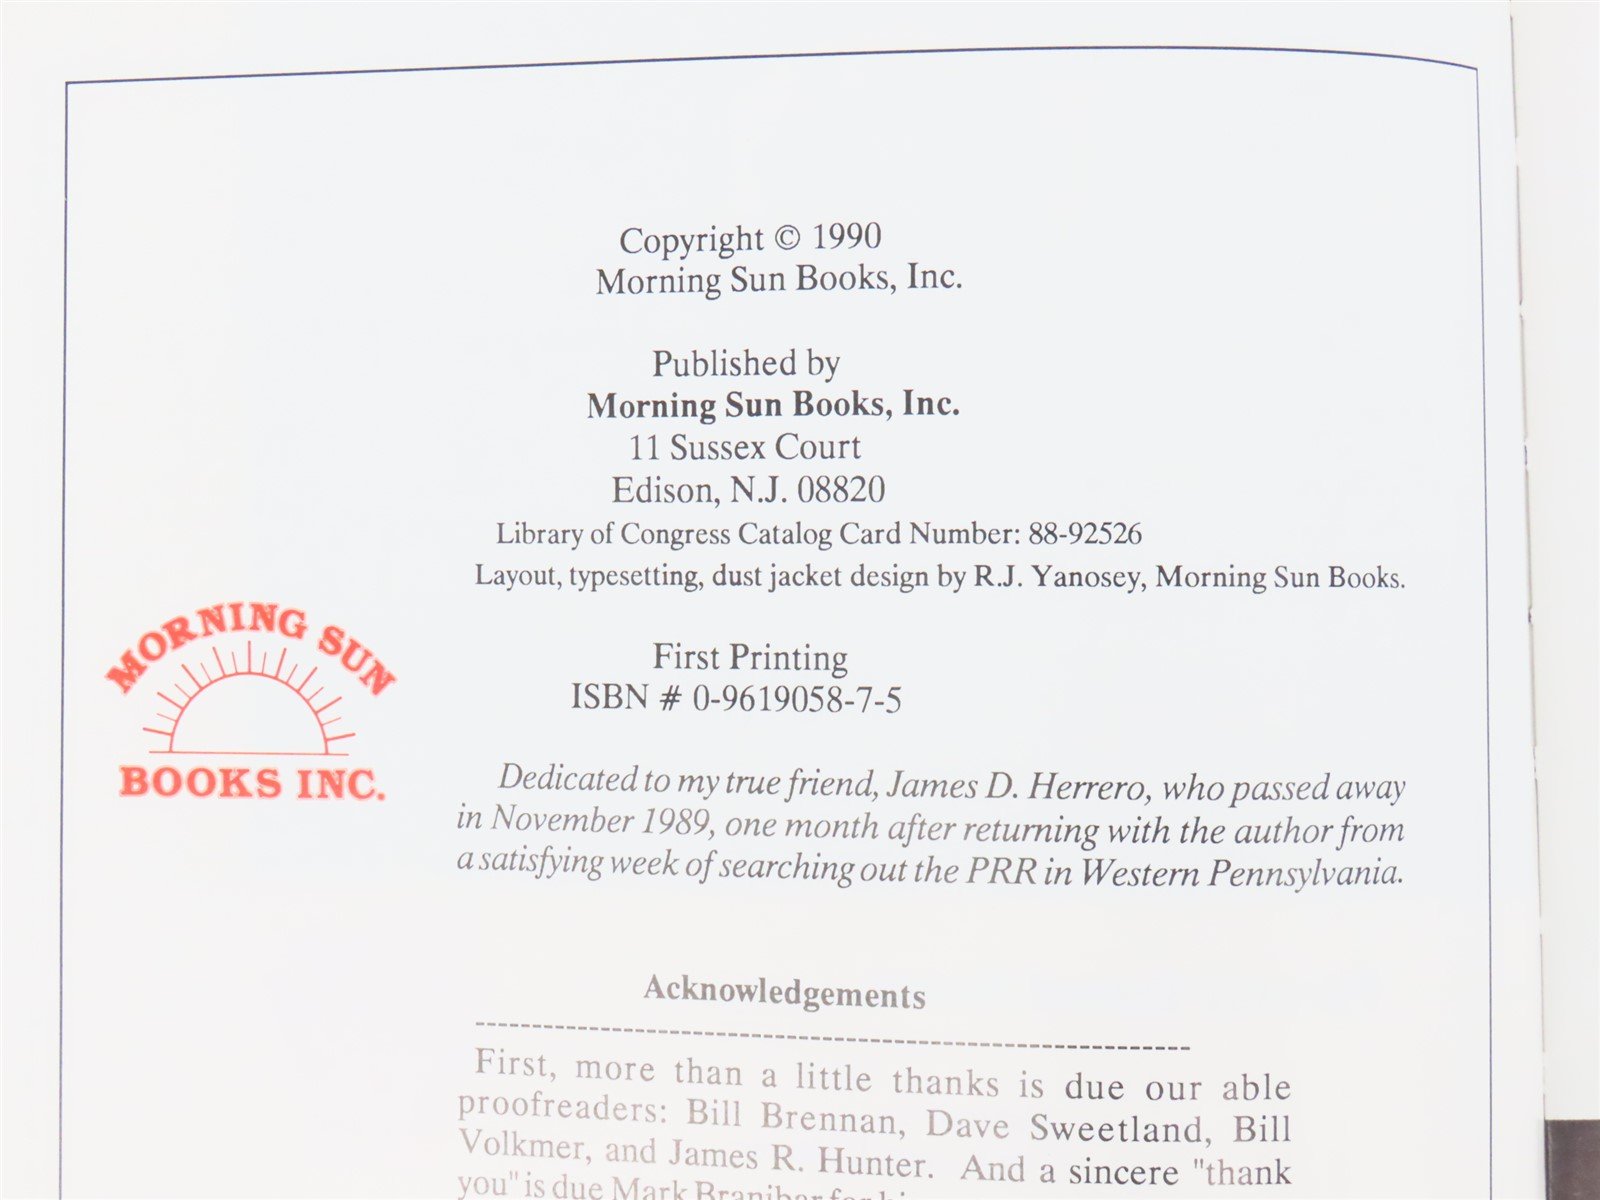 Copyright © 1990
Morning Sun Books, Inc.
Published by
Morning Sun Books, Inc.
11 Sussex Court
Edison, N.J. 08820
Library of Congress Catalog Card Number: 88-92526
Layout, typesetting, dust jacket design by R.J. Yanosey, Morning Sun Books.
MORNING SUN
BOOKS INC.
First Printing
ISBN # 0-9619058-7-5
Dedicated to my true friend, James D. Herrero, who passed away
in November 1989, one month after returning with the author from
a satisfying week of searching out the PRR in Western Pennsylvania.
Acknowledgements
First, more than a little thanks is due our able
proofreaders: Bill Brennan, Dave Sweetland, Bill
Volkmer, and James R. Hunter. And a sincere "thank
you" is due Mark